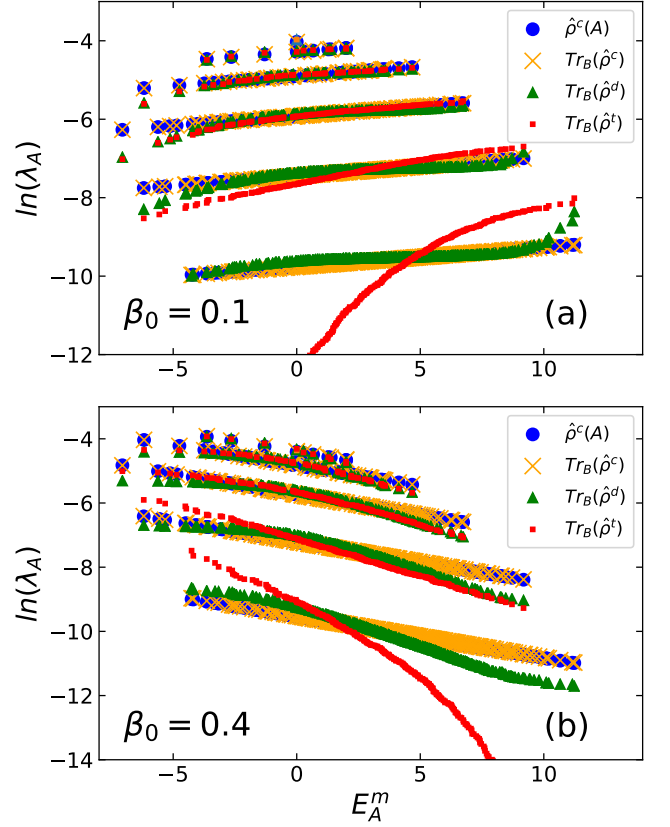 −4
−6
−8
−10
−12
ln(λ_A)
ρ̂^c(A)
Tr_B(ρ̂^c)
Tr_B(ρ̂^d)
Tr_B(ρ̂^t)
β_0 = 0.1
(a)
−5 0 5 10
−4
−6
−8
−10
−12
−14
ln(λ_A)
ρ̂^c(A)
Tr_B(ρ̂^c)
Tr_B(ρ̂^d)
Tr_B(ρ̂^t)
β_0 = 0.4
(b)
−5 0 5 10
E_A^m